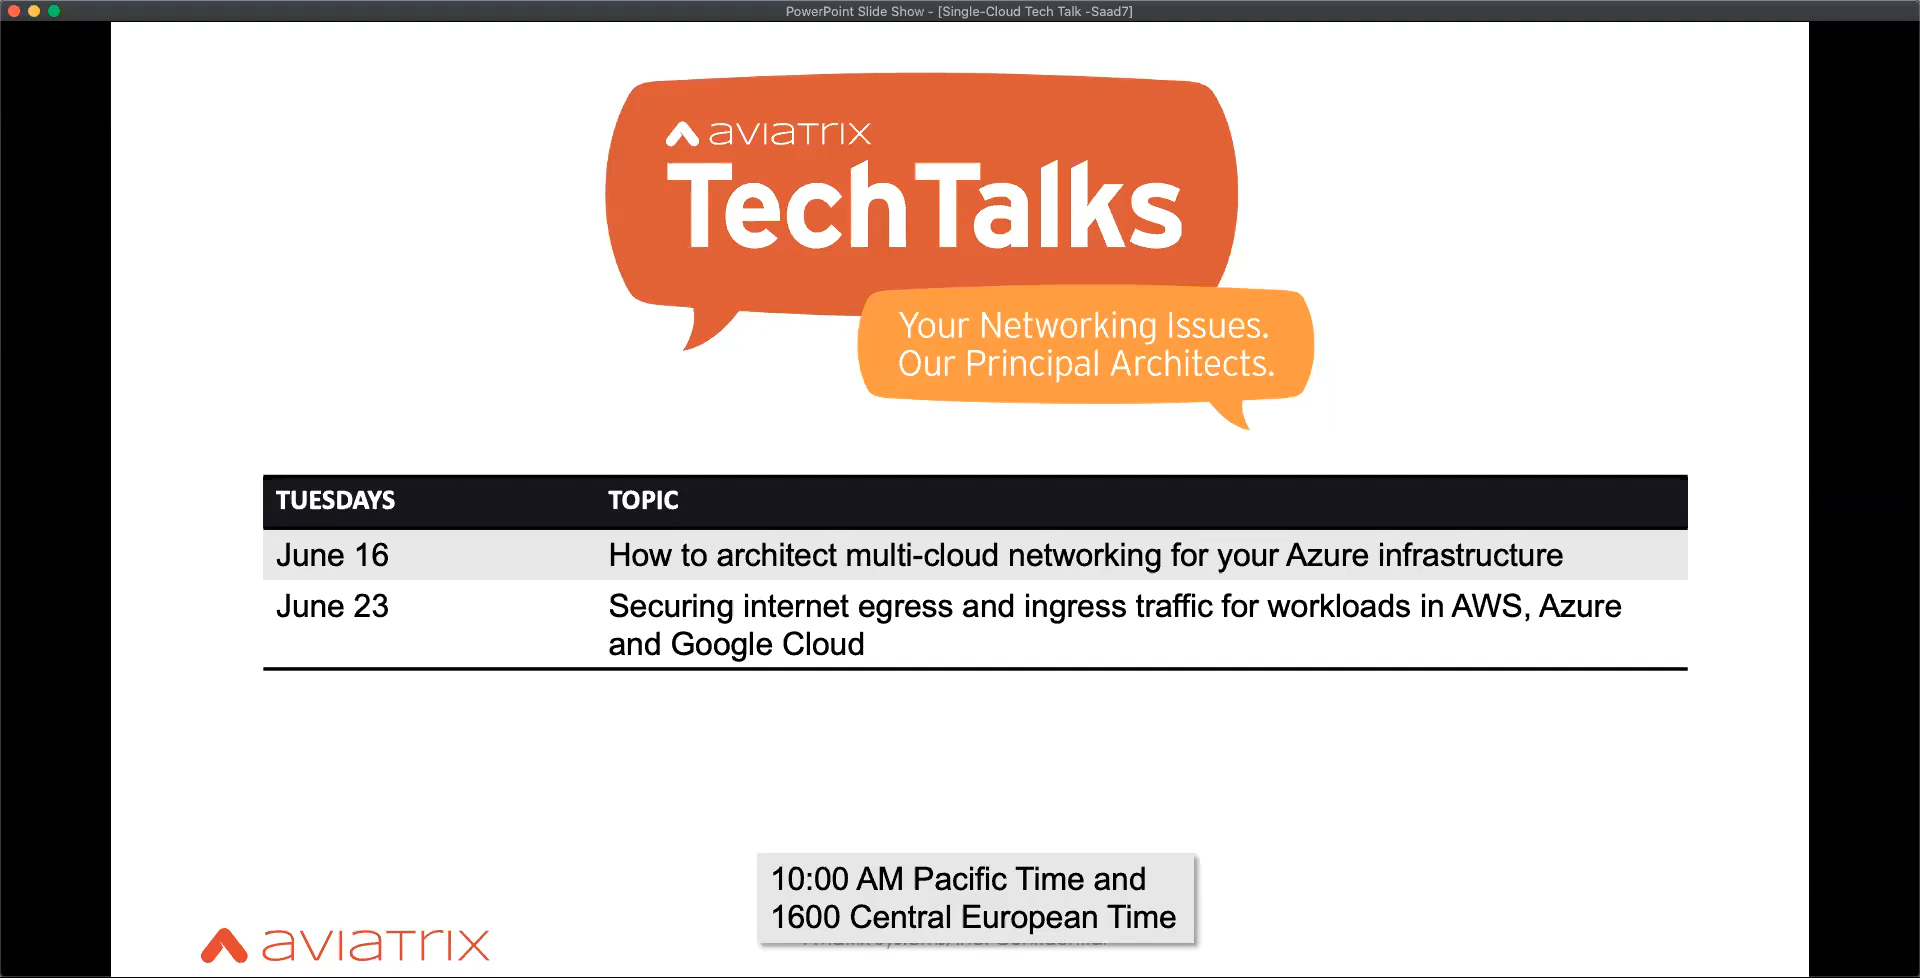 PowerPoint Slide Show - [Single-Cloud Tech Talk -Saad7]
aviatrix
TechTalks
Your Networking Issues.
Our Principal Architects.
TUESDAYS TOPIC
June 16 How to architect multi-cloud networking for your Azure infrastructure
June 23 Securing internet egress and ingress traffic for workloads in AWS, Azure
and Google Cloud
10:00 AM Pacific Time and
1600 Central European Time
aviatrix